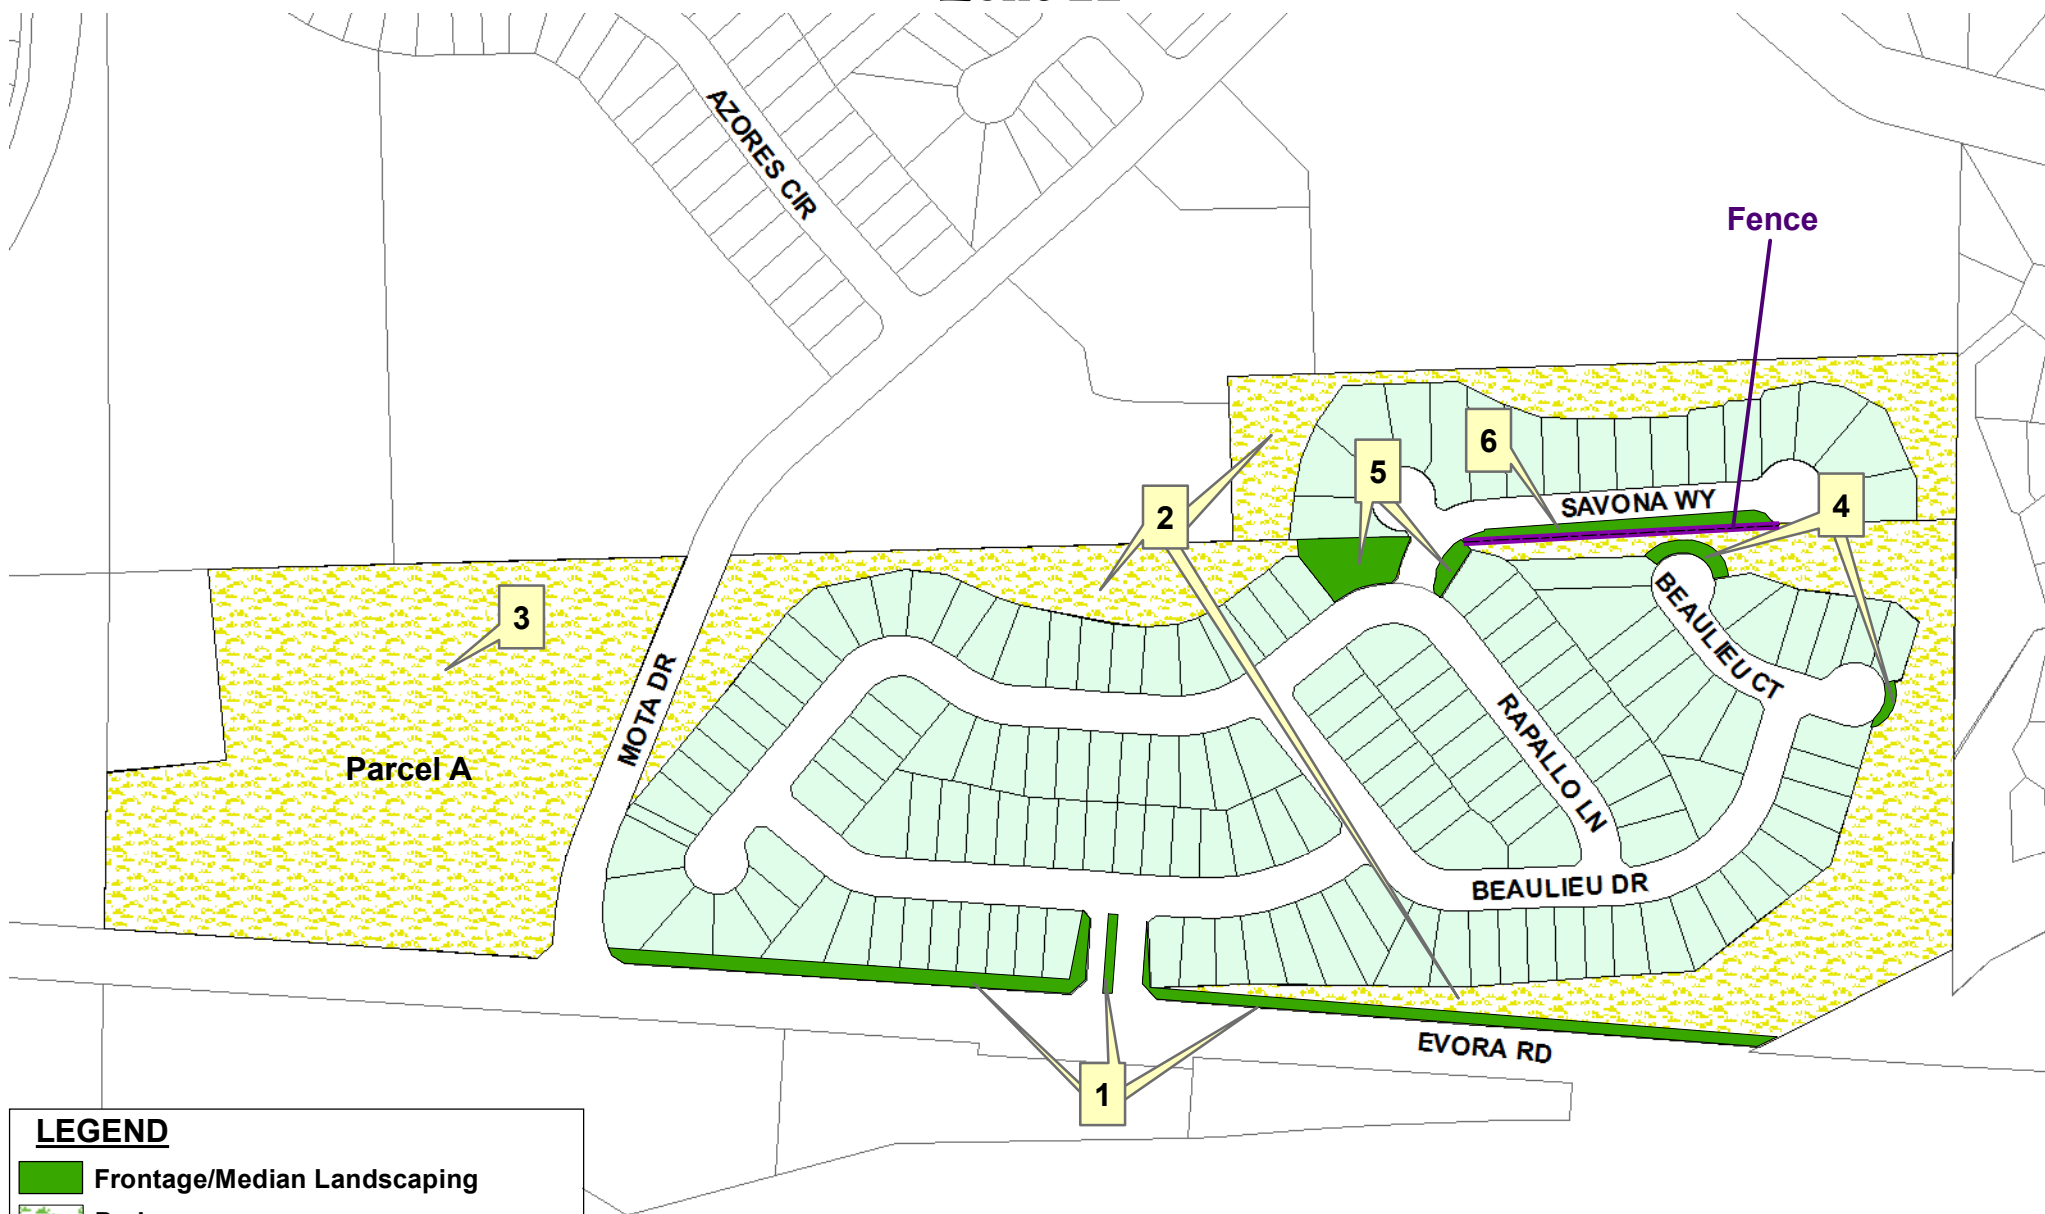 AZORES CIR
Fence
6
5
SAVONA WY
4
2
3
BEAULIEU CT
MOTA DR
RAPALLO LN
Parcel A
BEAULIEU DR
EVORA RD
1
LEGEND
Frontage/Median Landscaping